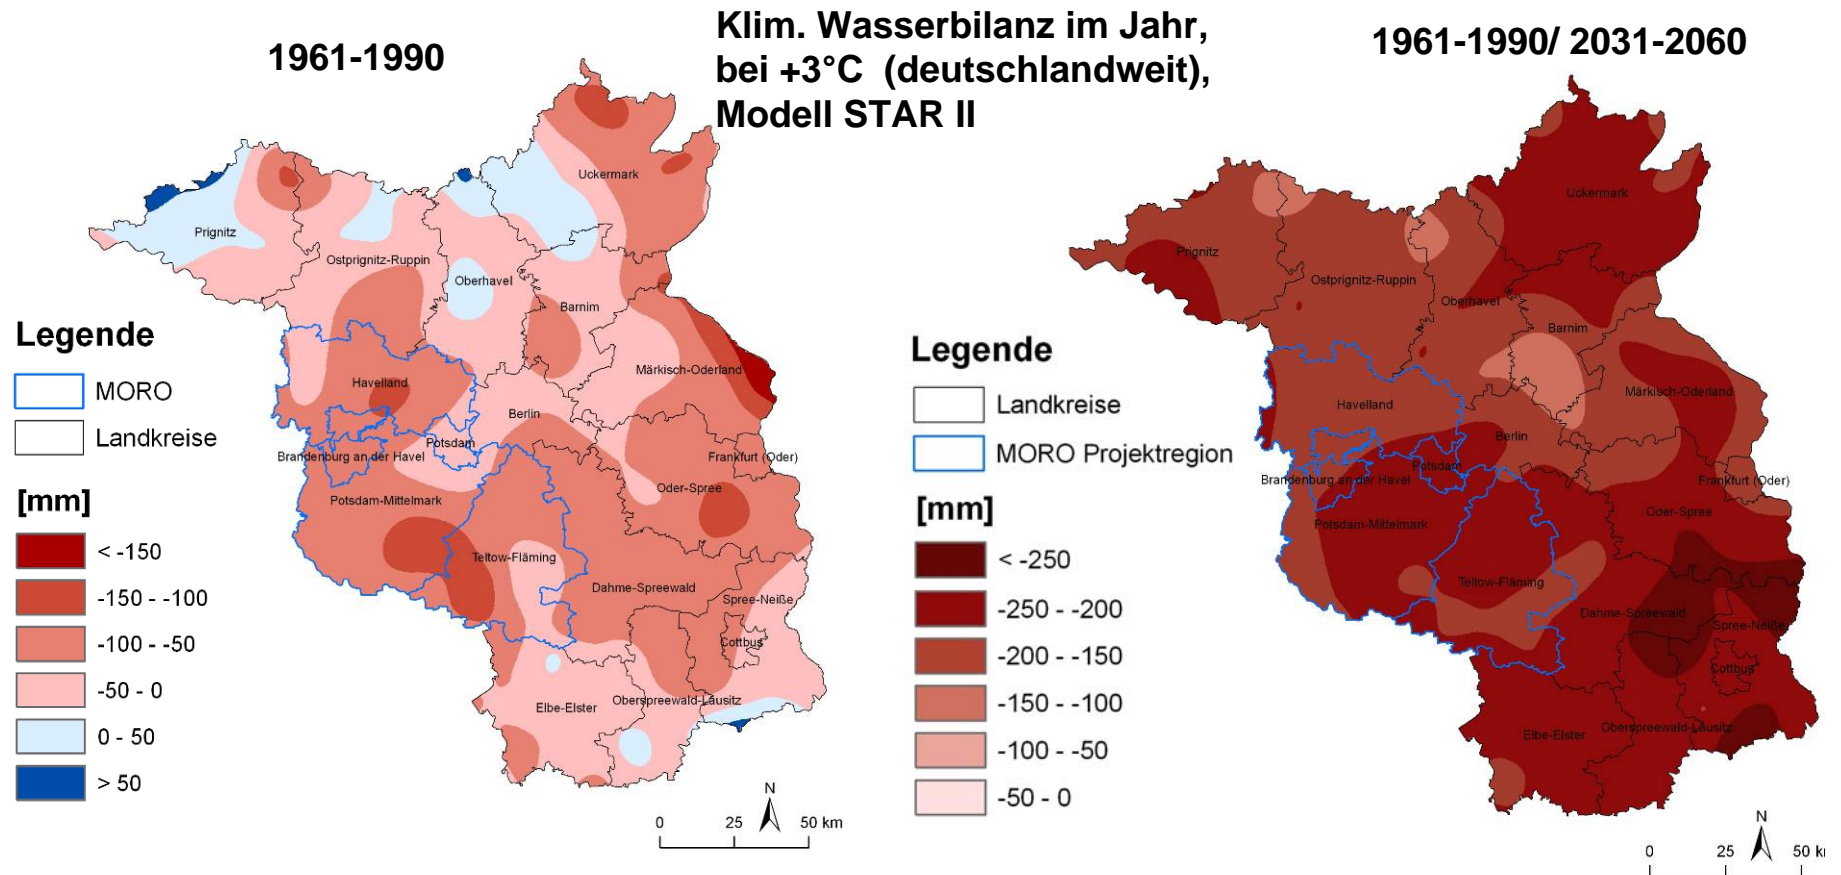 Klim. Wasserbilanz im Jahr,
bei +3°C (deutschlandweit),
Modell STAR II
1961-1990
Uckermark
Prignitz
Ostprignitz-Ruppin
Oberhavel
Barnim
Märkisch-Oderland
Havelland
Berlin
Potsdam
Brandenburg an der Havel
Frankfurt (Oder)
Potsdam-Mittelmark
Oder-Spree
Teltow-Fläming
Dahme-Spreewald
Spree-Neiße
Cottbus
Oberspreewald-Lausitz
Elbe-Elster
Legende
MORO
Landkreise
[mm]
< -150
-150 - -100
-100 - -50
-50 - 0
0 - 50
> 50
N
0 25 50 km
1961-1990/ 2031-2060
Uckermark
Prignitz
Ostprignitz-Ruppin
Oberhavel
Barnim
Märkisch-Oderland
Havelland
Berlin
Potsdam
Brandenburg an der Havel
Frankfurt (Oder)
Oder-Spree
Potsdam-Mittelmark
Teltow-Fläming
Dahme-Spreewald
Spree-Neiße
Cottbus
Oberspreewald-Lausitz
Elbe-Elster
Legende
Landkreise
MORO Projektregion
[mm]
< -250
-250 - -200
-200 - -150
-150 - -100
-100 - -50
-50 - 0
N
0 25 50 k